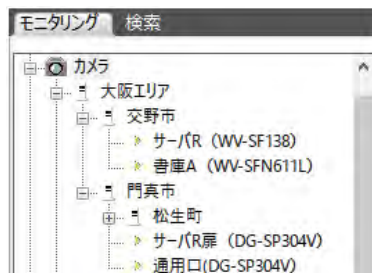 モニタリング 検索
カメラ
大阪エリア
交野市
サーバR（WV-SF138）
書庫A（WV-SFN611L）
門真市
松生町
サーバR扉（DG-SP304V）
通用口(DG-SP304V)